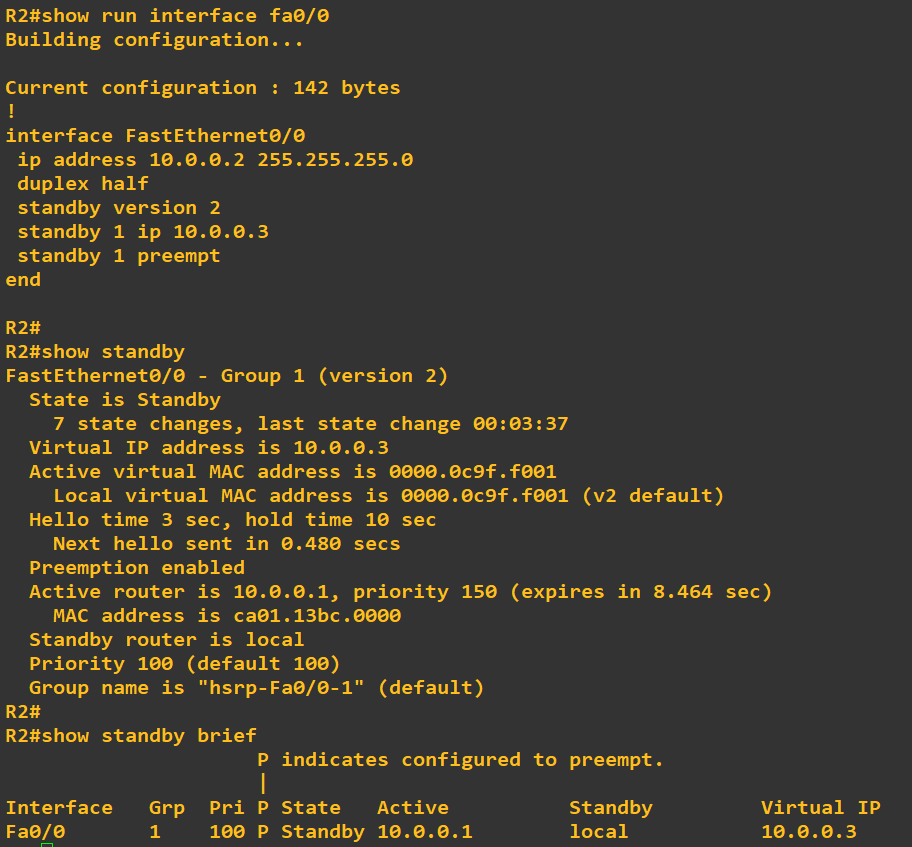 R2#show run interface fa0/0
Building configuration...
Current configuration : 142 bytes
!
interface FastEthernet0/0
ip address 10.0.0.2 255.255.255.0
duplex half
standby version 2
standby 1 ip 10.0.0.3
standby 1 preempt
end
R2#
R2#show standby
FastEthernet0/0 - Group 1 (version 2)
State is Standby
7 state changes, last state change 00:03:37
Virtual IP address is 10.0.0.3
Active virtual MAC address is 0000.0c9f.f001
Local virtual MAC address is 0000.0c9f.f001 (v2 default)
Hello time 3 sec, hold time 10 sec
Next hello sent in 0.480 secs
Preemption enabled
Active router is 10.0.0.1, priority 150 (expires in 8.464 sec)
MAC address is ca01.13bc.0000
Standby router is local
Priority 100 (default 100)
Group name is "hsrp-Fa0/0-1" (default)
R2#
R2#show standby brief
P indicates configured to preempt.
|
Interface Grp Pri P State Active Standby Virtual IP
Fa0/0 1 100 P Standby 10.0.0.1 local 10.0.0.3